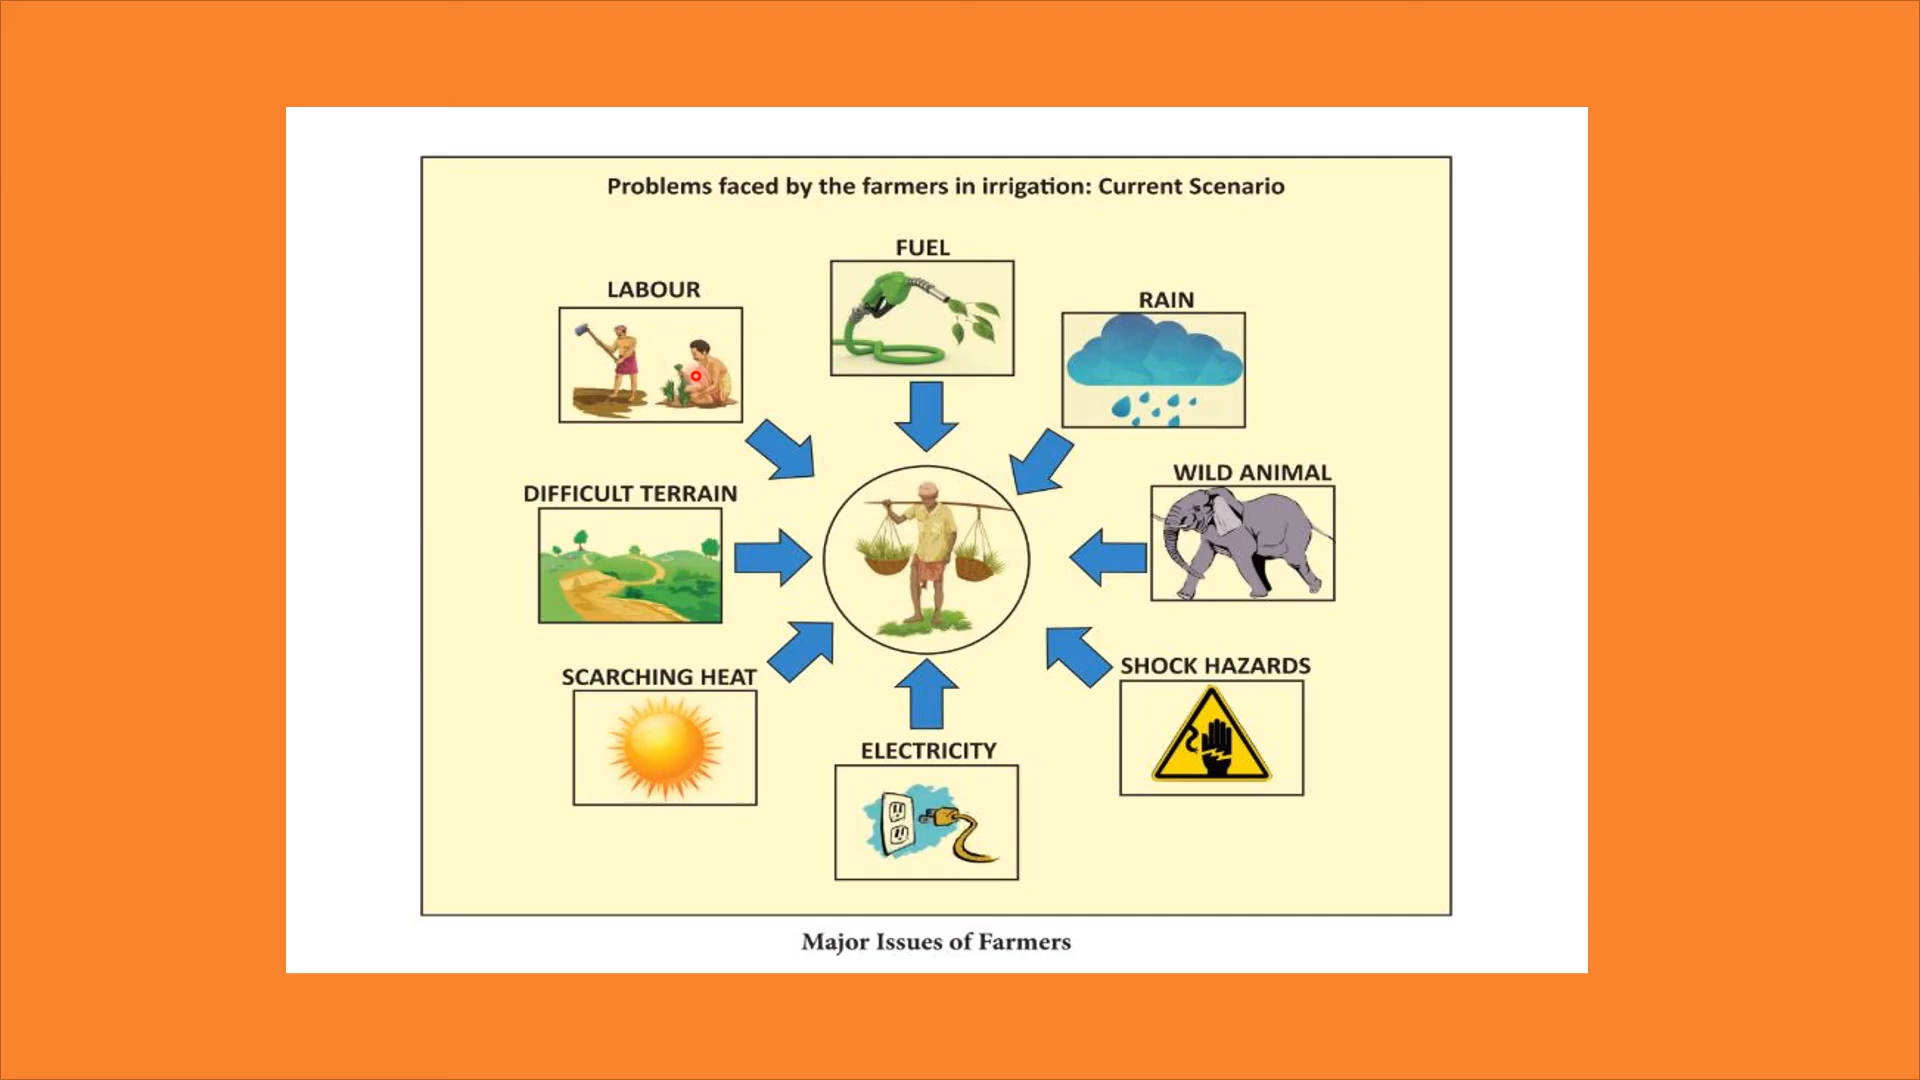 Problems faced by the farmers in irrigation: Current Scenario
FUEL
LABOUR
RAIN
WILD ANIMAL
DIFFICULT TERRAIN
SHOCK HAZARDS
SCARCHING HEAT
ELECTRICITY
Major Issues of Farmers